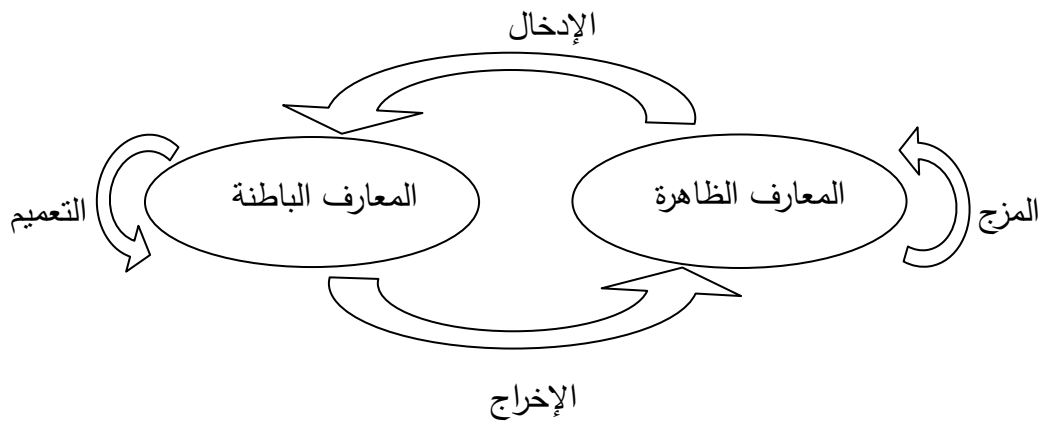 الإدخال
المعارف الظاهرة
المعارف الباطنة
المزج
التعميم
الإخراج